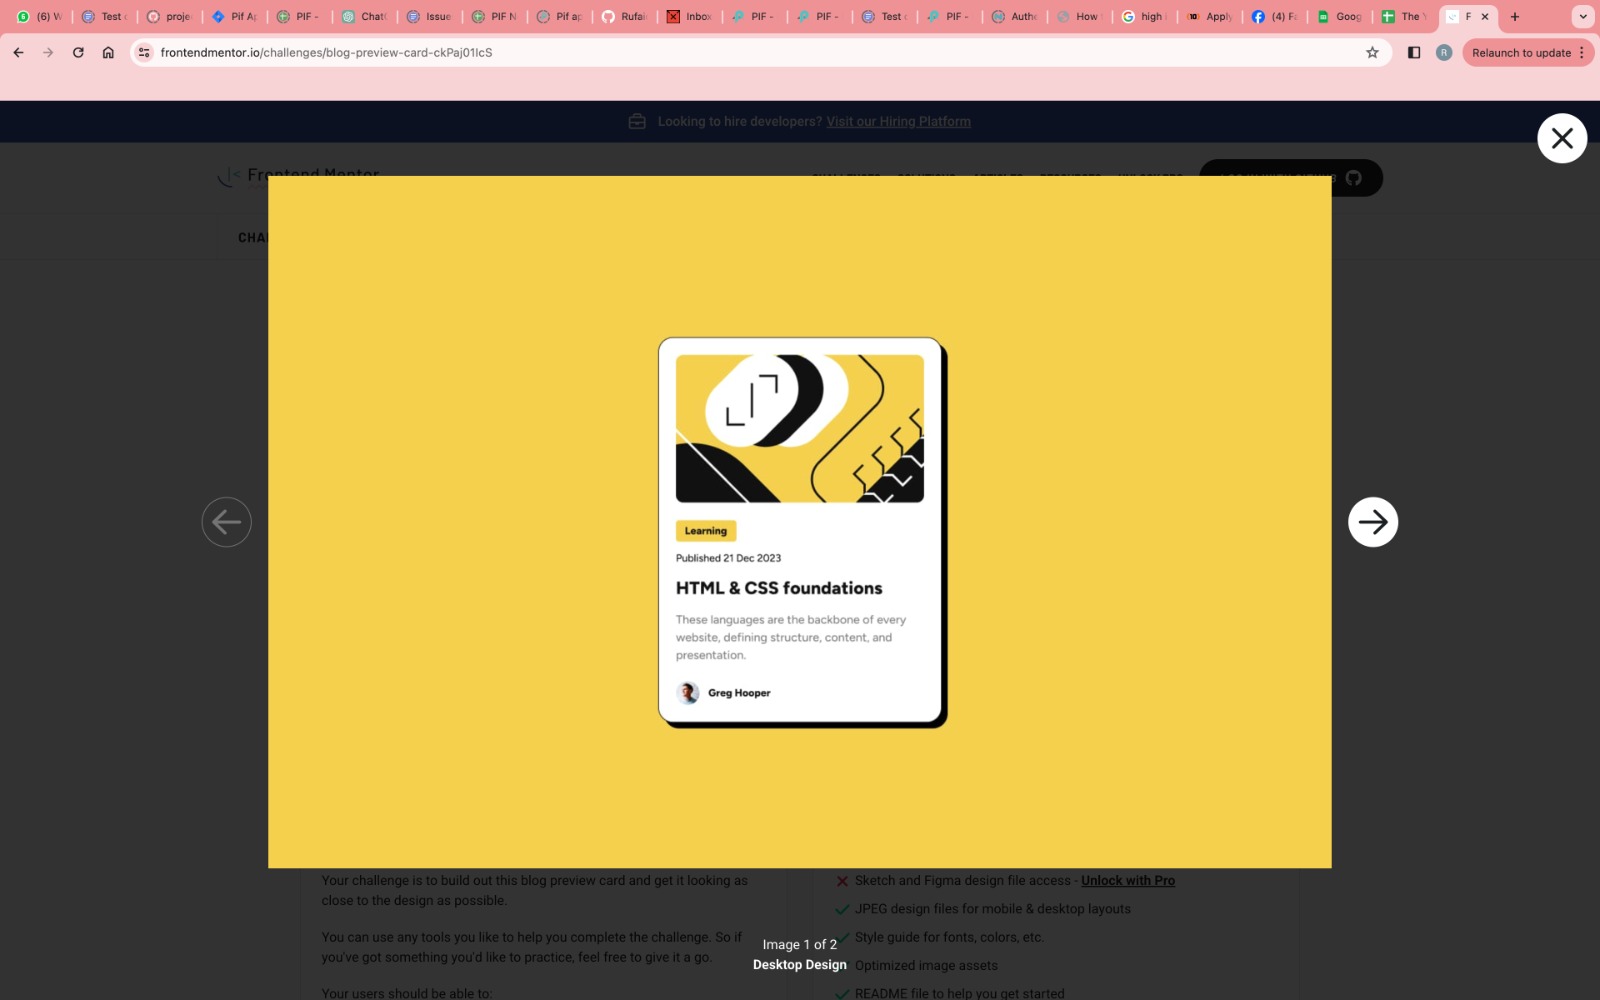 (6) W
Test
proje
Pif A
PIF -
Chat
Issue
PIF N
Pif ap
Rufai
Inbox
PIF -
PIF -
Test
PIF -
Auth
How
high
Apply
(4) F
Goog
The
F
frontendmentor.io/challenges/blog-preview-card-ckPaj01IcS
R
Relaunch to update
Looking to hire developers? Visit our Hiring Platform
Frontend Mentor
CHAL
Learning
Published 21 Dec 2023
HTML & CSS foundations
These languages are the backbone of every
website, defining structure, content, and
presentation.
Greg Hooper
Your challenge is to build out this blog preview card and get it looking as
close to the design as possible.
You can use any tools you like to help you complete the challenge. So if
you've got something you'd like to practice, feel free to give it a go.
Your users should be able to:
Sketch and Figma design file access - Unlock with Pro
JPEG design files for mobile & desktop layouts
Style guide for fonts, colors, etc.
Optimized image assets
README file to help you get started
Image 1 of 2
Desktop Design